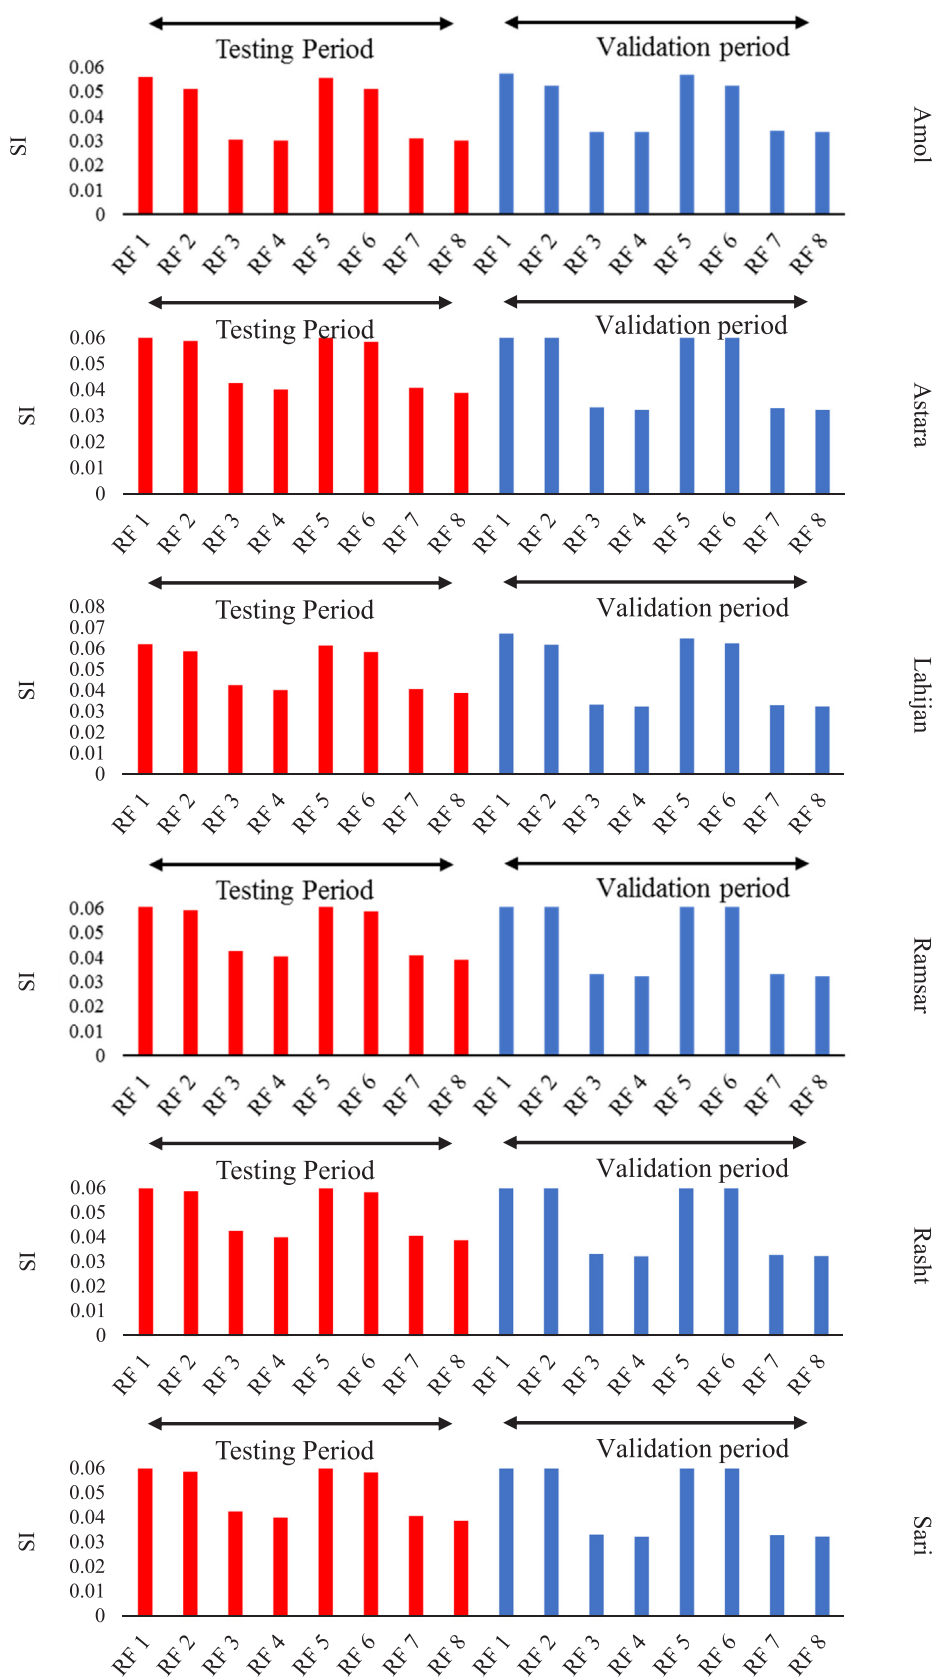 Testing Period Validation period
0.06
0.05
0.04
0.03
0.02
0.01
0
SI
Amol
RF 1 RF 2 RF 3 RF 4 RF 5 RF 6 RF 7 RF 8 RF 1 RF 2 RF 3 RF 4 RF 5 RF 6 RF 7 RF 8
Testing Period Validation period
0.06
0.05
0.04
0.03
0.02
0.01
0
SI
Astara
RF 1 RF 2 RF 3 RF 4 RF 5 RF 6 RF 7 RF 8 RF 1 RF 2 RF 3 RF 4 RF 5 RF 6 RF 7 RF 8
Testing Period Validation period
0.08
0.07
0.06
0.05
0.04
0.03
0.02
0.01
0
SI
Lahijan
RF 1 RF 2 RF 3 RF 4 RF 5 RF 6 RF 7 RF 8 RF 1 RF 2 RF 3 RF 4 RF 5 RF 6 RF 7 RF 8
Testing Period Validation period
0.06
0.05
0.04
0.03
0.02
0.01
0
SI
Ramsar
RF 1 RF 2 RF 3 RF 4 RF 5 RF 6 RF 7 RF 8 RF 1 RF 2 RF 3 RF 4 RF 5 RF 6 RF 7 RF 8
Testing Period Validation period
0.06
0.05
0.04
0.03
0.02
0.01
0
SI
Rasht
RF 1 RF 2 RF 3 RF 4 RF 5 RF 6 RF 7 RF 8 RF 1 RF 2 RF 3 RF 4 RF 5 RF 6 RF 7 RF 8
Testing Period Validation period
0.06
0.05
0.04
0.03
0.02
0.01
0
SI
Sari
RF 1 RF 2 RF 3 RF 4 RF 5 RF 6 RF 7 RF 8 RF 1 RF 2 RF 3 RF 4 RF 5 RF 6 RF 7 RF 8